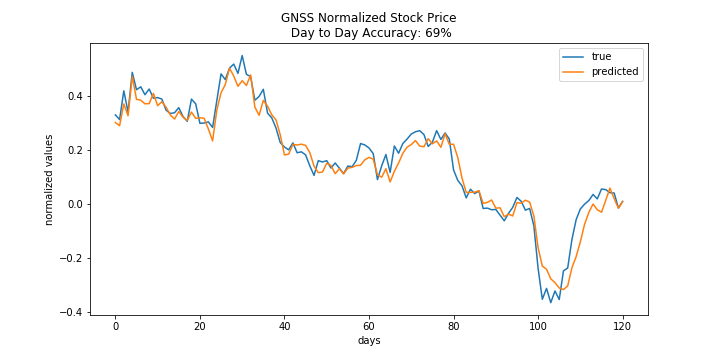 GNSS Normalized Stock Price
Day to Day Accuracy: 69%
true
predicted
normalized values
0.4
0.2
0.0
−0.2
−0.4
0 20 40 60 80 100 120
days